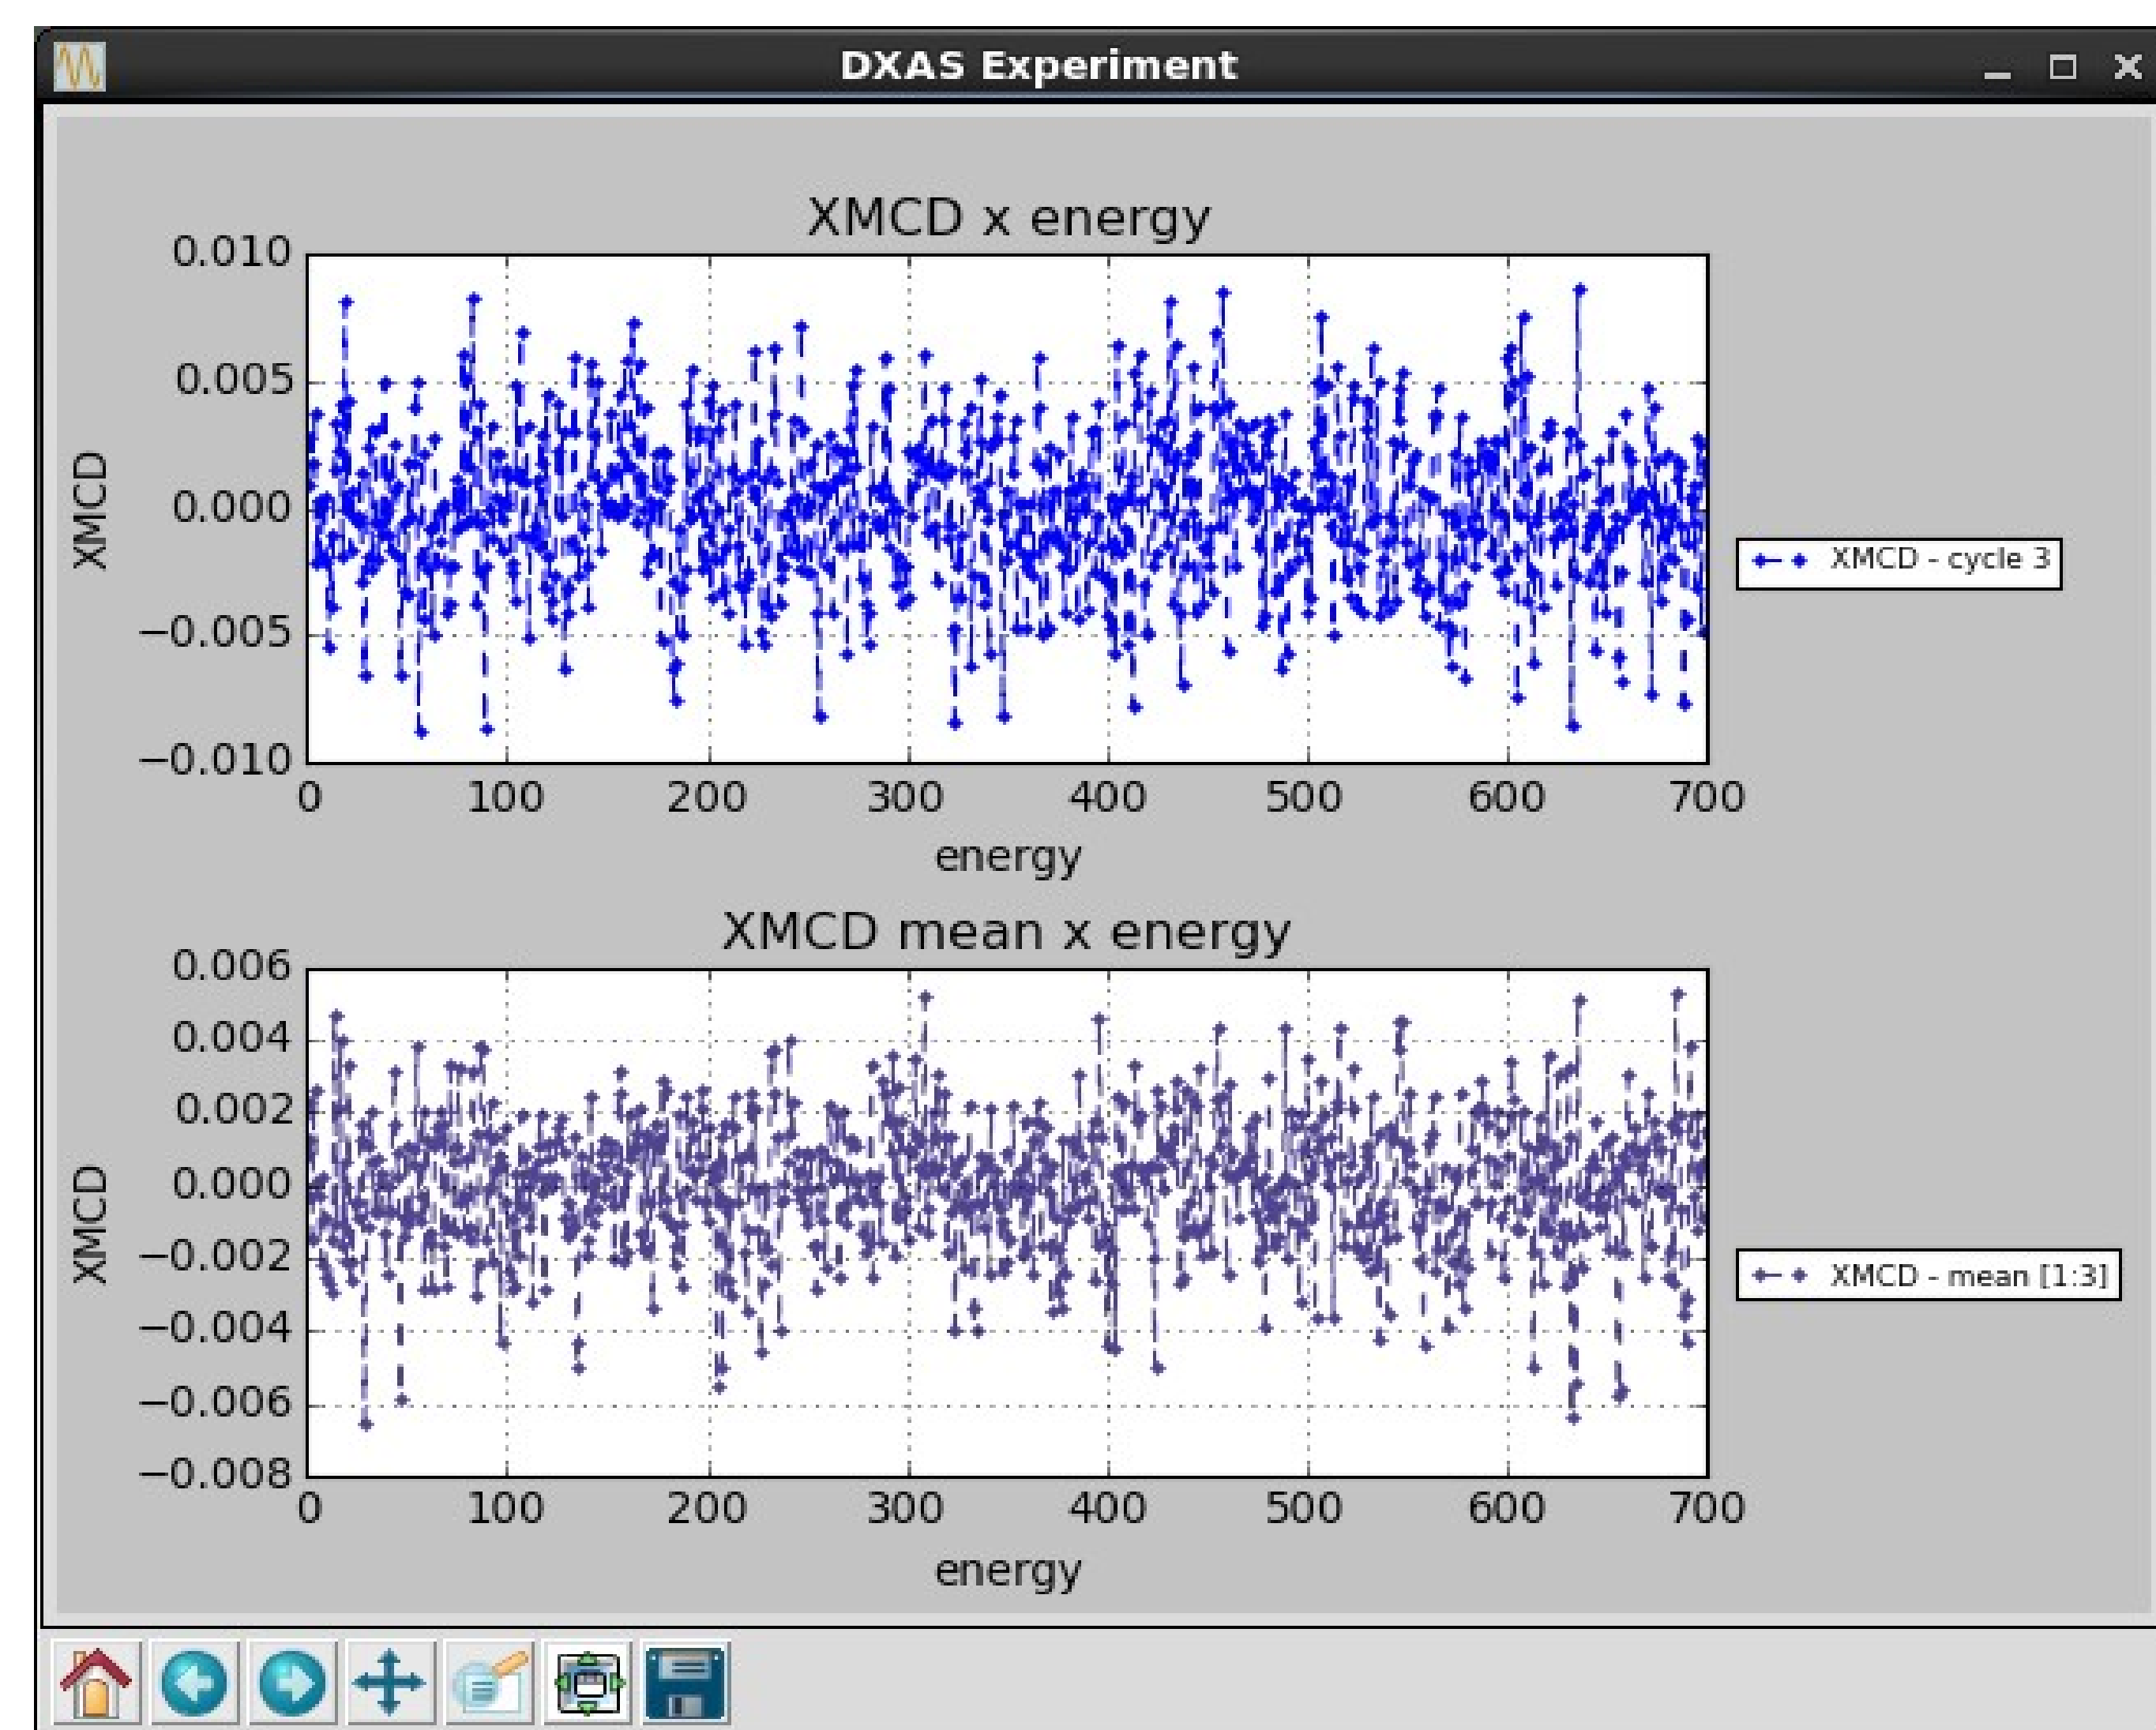 DXAS Experiment
XMCD x energy
0.010
0.005
0.000
−0.005
−0.010
XMCD
0 100 200 300 400 500 600 700
energy
XMCD - cycle 3
XMCD mean x energy
0.006
0.004
0.002
0.000
−0.002
−0.004
−0.006
−0.008
XMCD
0 100 200 300 400 500 600 700
energy
XMCD - mean [1:3]